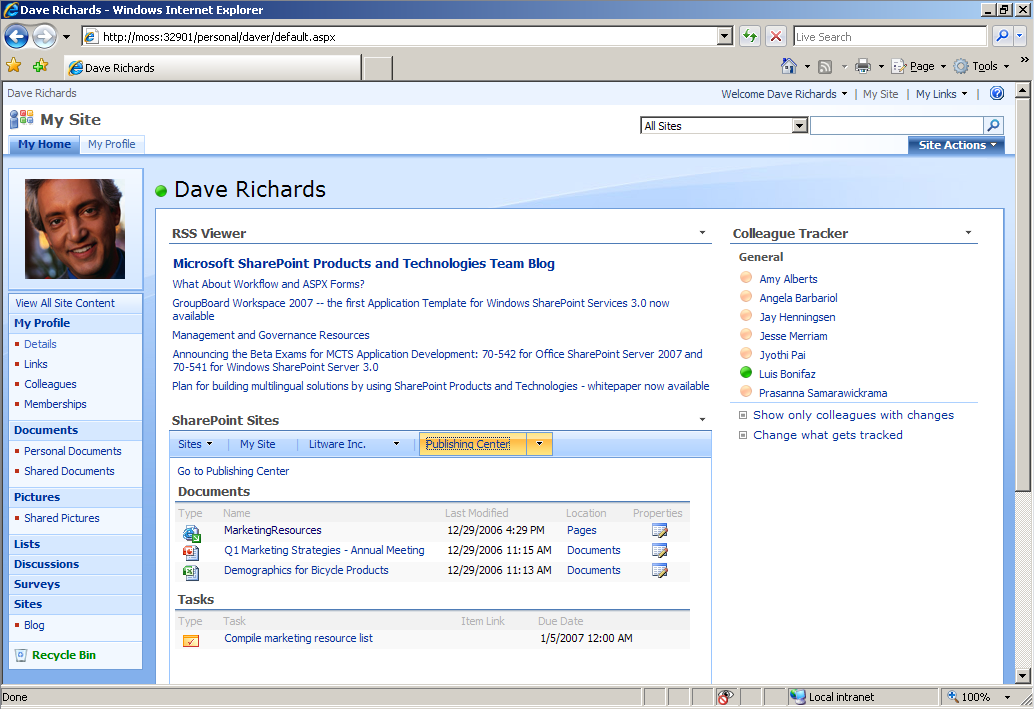 Dave Richards - Windows Internet Explorer
http://moss:32901/personal/daver/default.aspx
Live Search
Dave Richards
Page
Tools
Dave Richards
Welcome Dave Richards | My Site | My Links |
My Site
All Sites
My Home
My Profile
Site Actions
Dave Richards
View All Site Content
My Profile
Details
Links
Colleagues
Memberships
Documents
Personal Documents
Shared Documents
Pictures
Shared Pictures
Lists
Discussions
Surveys
Sites
Blog
Recycle Bin
RSS Viewer
Microsoft SharePoint Products and Technologies Team Blog
What About Workflow and ASPX Forms?
GroupBoard Workspace 2007 -- the first Application Template for Windows SharePoint Services 3.0 now
available
Management and Governance Resources
Announcing the Beta Exams for MCTS Application Development: 70-542 for Office SharePoint Server 2007 and
70-541 for Windows SharePoint Server 3.0
Plan for building multilingual solutions by using SharePoint Products and Technologies - whitepaper now available
SharePoint Sites
Sites | My Site | Litware Inc. | Publishing Center
Go to Publishing Center
Documents
Type Name Last Modified Location Properties
MarketingResources 12/29/2006 4:29 PM Pages
Q1 Marketing Strategies - Annual Meeting 12/29/2006 11:15 AM Documents
Demographics for Bicycle Products 12/29/2006 11:13 AM Documents
Tasks
Type Task Item Link Due Date
Compile marketing resource list 1/5/2007 12:00 AM
Colleague Tracker
General
Amy Alberts
Angela Barbariol
Jay Henningsen
Jesse Merriam
Jyothi Pai
Luis Bonifaz
Prasanna Samarawickrama
Show only colleagues with changes
Change what gets tracked
Done
Local intranet
100%